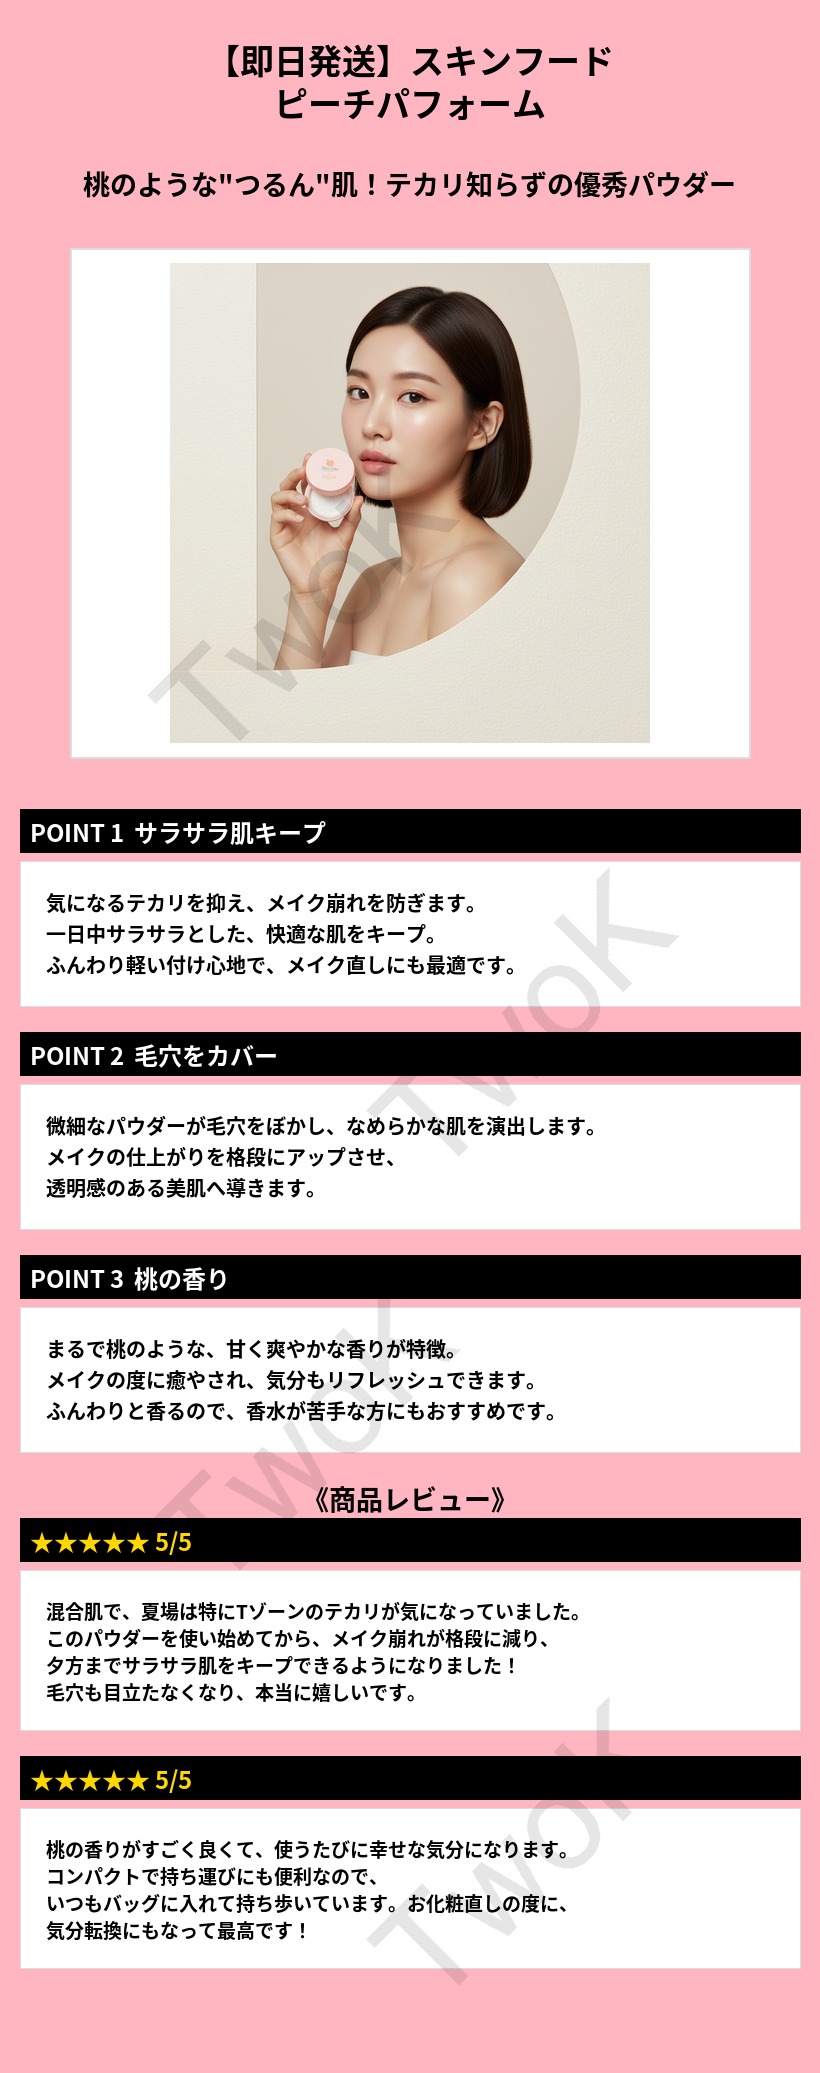 【即日発送】スキンフード
ピーチパフォーム
桃のような"つるん"肌！テカリ知らずの優秀パウダー
TwoK
POINT 1 サラサラ肌キープ
気になるテカリを抑え、メイク崩れを防ぎます。
一日中サラサラとした、快適な肌をキープ。
ふんわり軽い付け心地で、メイク直しにも最適です。
TwoK
POINT 2 毛穴をカバー
微細なパウダーが毛穴をぼかし、なめらかな肌を演出します。
メイクの仕上がりを格段にアップさせ、
透明感のある美肌へ導きます。
POINT 3 桃の香り
まるで桃のような、甘く爽やかな香りが特徴。
メイクの度に癒やされ、気分もリフレッシュできます。
ふんわりと香るので、香水が苦手な方にもおすすめです。
TwoK
《商品レビュー》
★★★★★ 5/5
混合肌で、夏場は特にTゾーンのテカリが気になっていました。
このパウダーを使い始めてから、メイク崩れが格段に減り、
夕方までサラサラ肌をキープできるようになりました！
毛穴も目立たなくなり、本当に嬉しいです。
★★★★★ 5/5
桃の香りがすごく良くて、使うたびに幸せな気分になります。
コンパクトで持ち運びにも便利なので、
いつもバッグに入れて持ち歩いています。お化粧直しの度に、
気分転換にもなって最高です！
TwoK